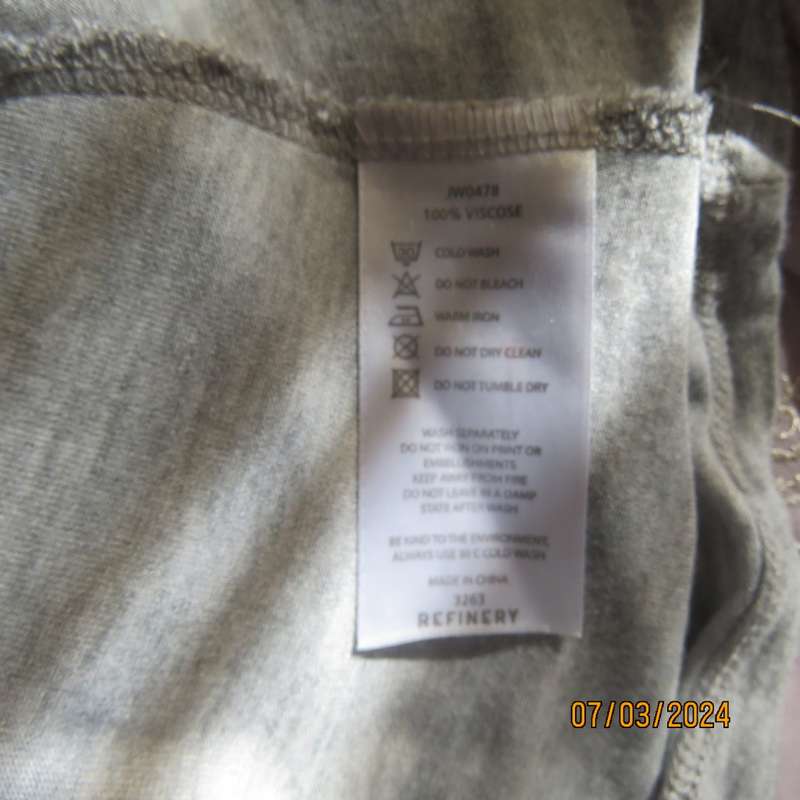 JW0478
100% VISCOSE
30
COLD WASH
DO NOT BLEACH
WARM IRON
DO NOT DRY CLEAN
DO NOT TUMBLE DRY
WASH SEPARATELY
DO NOT IRON ON PRINT OR
EMBELLISHMENTS
KEEP AWAY FROM FIRE
DO NOT LEAVE IN A DAMP
STATE AFTER WASH
BE KIND TO THE ENVIRONMENT,
ALWAYS USE 30 C COLD WASH
MADE IN CHINA
3263
REFINERY
07/03/2024